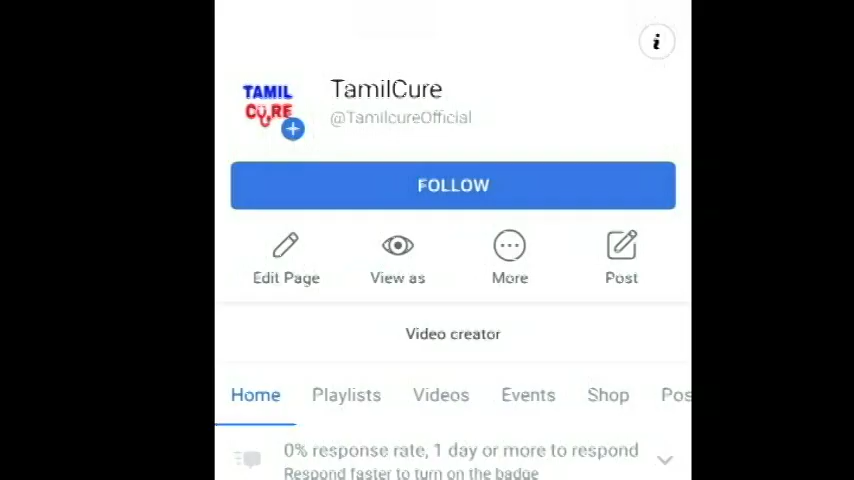 i
TAMIL
CURE
TamilCure
@TamilcureOfficial
FOLLOW
Edit Page
View as
More
Post
Video creator
Home
Playlists
Videos
Events
Shop
Pos
0% response rate, 1 day or more to respond
Respond faster to turn on the badge